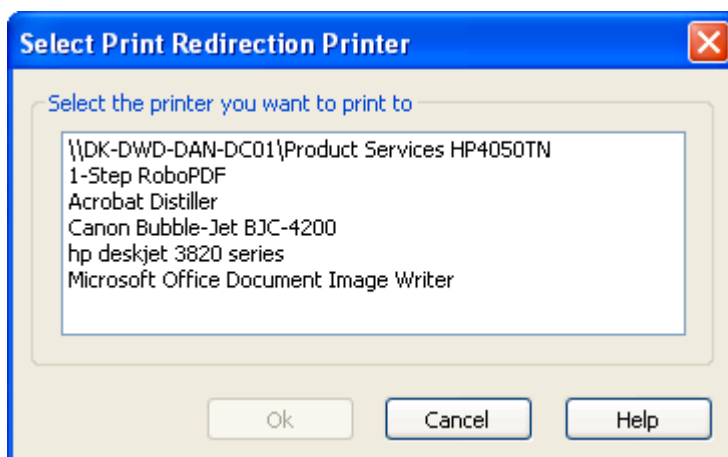 Select Print Redirection Printer
Select the printer you want to print to
\\DK-DWD-DAN-DC01\Product Services HP4050TN
1-Step RoboPDF
Acrobat Distiller
Canon Bubble-Jet BJC-4200
hp deskjet 3820 series
Microsoft Office Document Image Writer
Ok Cancel Help